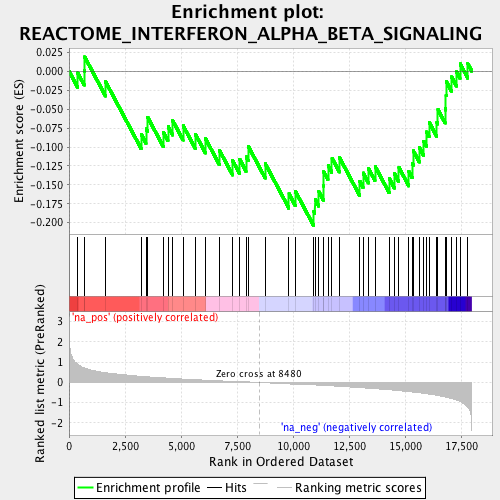 Enrichment plot:
REACTOME_INTERFERON_ALPHA_BETA_SIGNALING
Enrichment score (ES)
0.025
0.000
-0.025
-0.050
-0.075
-0.100
-0.125
-0.150
-0.175
-0.200
'na_pos' (positively correlated)
Ranked list metric (PreRanked)
3
2
1
0
-1
-2
Zero cross at 8480
'na_neg' (negatively correlated)
0
2,500
5,000
7,500
10,000
12,500
15,000
17,500
Rank in Ordered Dataset
Enrichment profile
Hits
Ranking metric scores